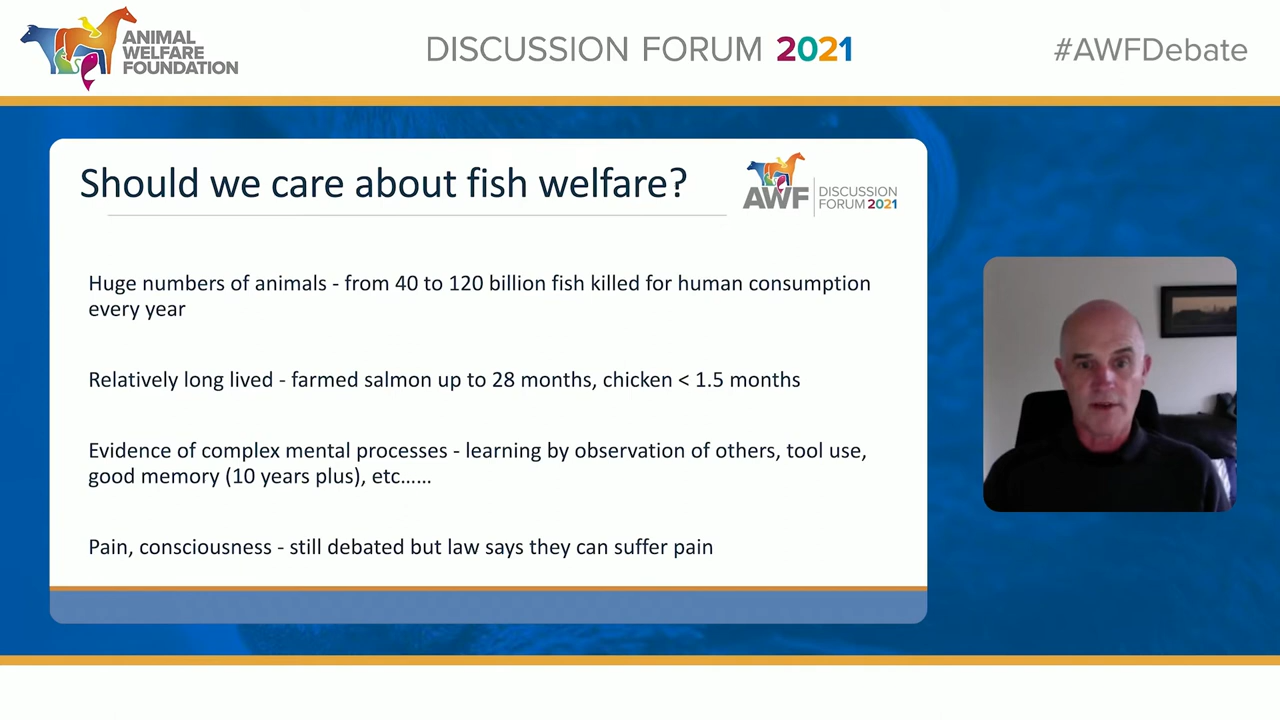 ANIMAL
WELFARE
FOUNDATION
DISCUSSION FORUM 2021
#AWFDebate
Should we care about fish welfare?
AWF
DISCUSSION
FORUM 2021
Huge numbers of animals - from 40 to 120 billion fish killed for human consumption
every year
Relatively long lived - farmed salmon up to 28 months, chicken < 1.5 months
Evidence of complex mental processes - learning by observation of others, tool use,
good memory (10 years plus), etc……
Pain, consciousness - still debated but law says they can suffer pain